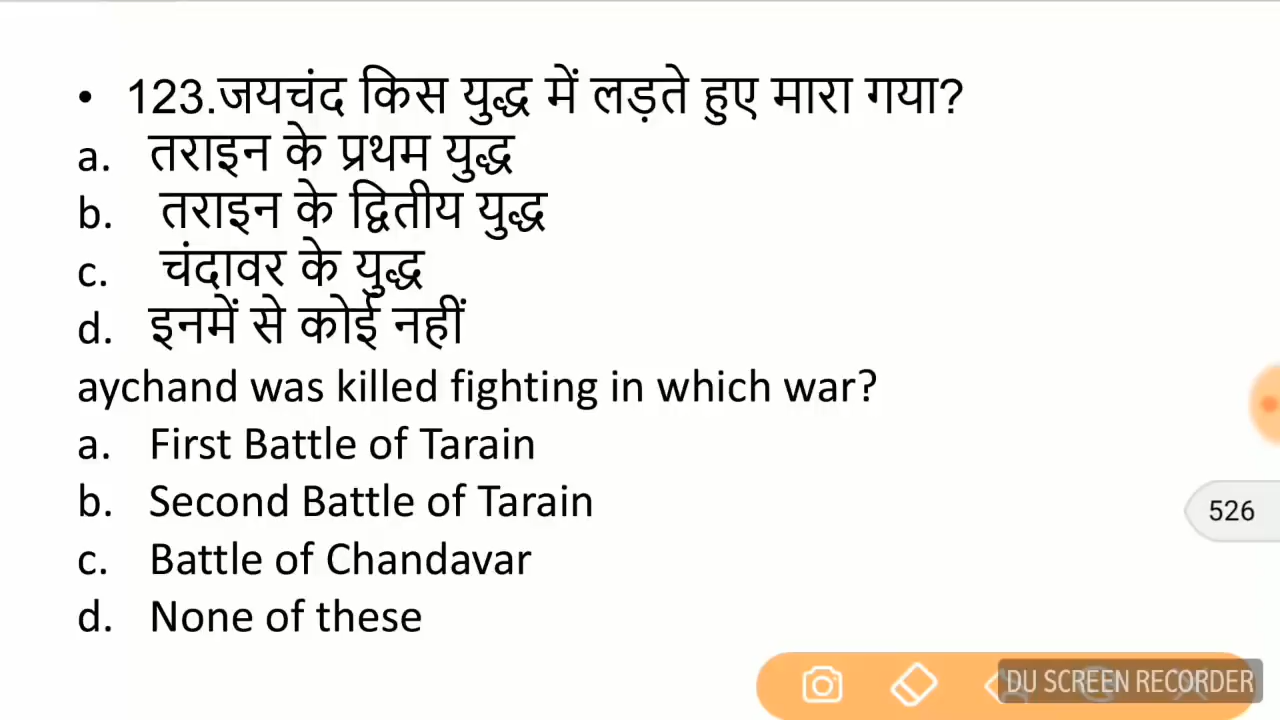 • 123.जयचंद किस युद्ध में लड़ते हुए मारा गया?
a. तराइन के प्रथम युद्ध
b. तराइन के द्वितीय युद्ध
c. चंदावर के युद्ध
d. इनमें से कोई नहीं
aychand was killed fighting in which war?
a. First Battle of Tarain
b. Second Battle of Tarain
c. Battle of Chandavar
d. None of these
526
DU SCREEN RECORDER